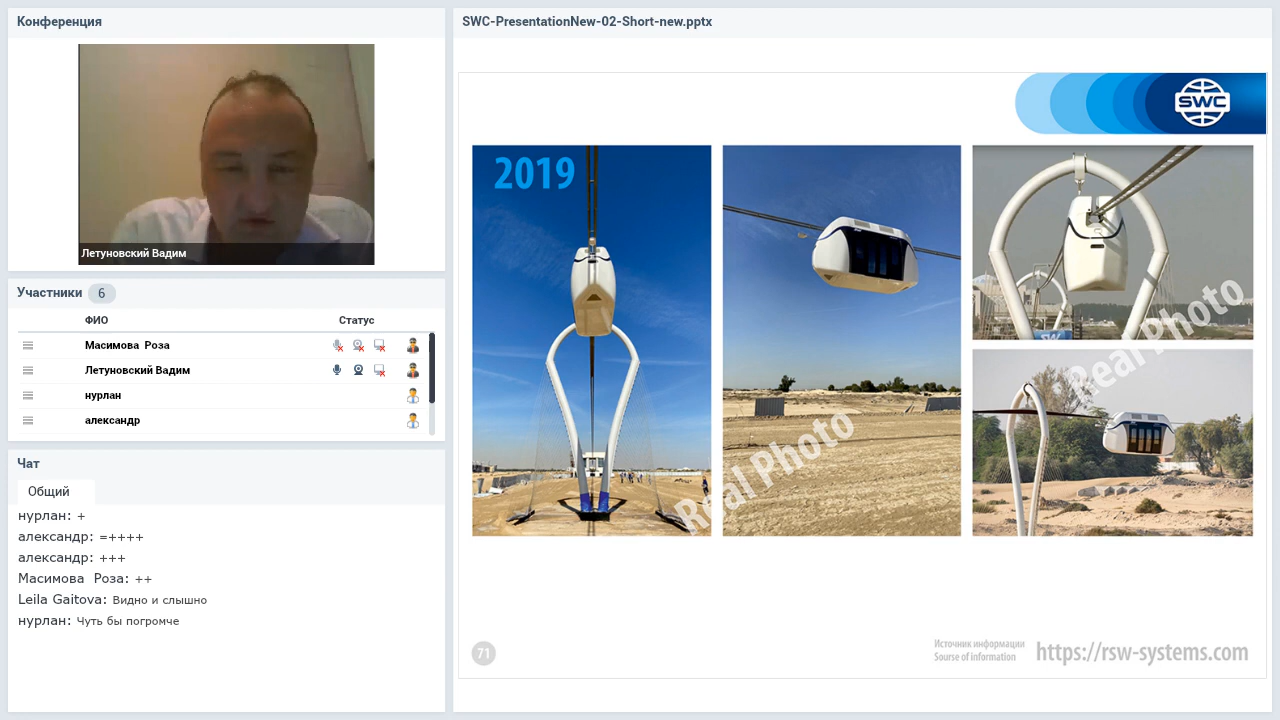 Конференция
Летуновский Вадим
Участники 6
ФИО Статус
Масимова Роза
Летуновский Вадим
нурлан
александр
Чат
Общий
нурлан: +
александр: =++++
александр: +++
Масимова Роза: ++
Leila Gaitova: Видно и слышно
нурлан: Чуть бы погромче
SWC-PresentationNew-02-Short-new.pptx
SWC
2019
Real Photo
Real Photo
71
Источник информации
Sourse of information
https://rsw-systems.com